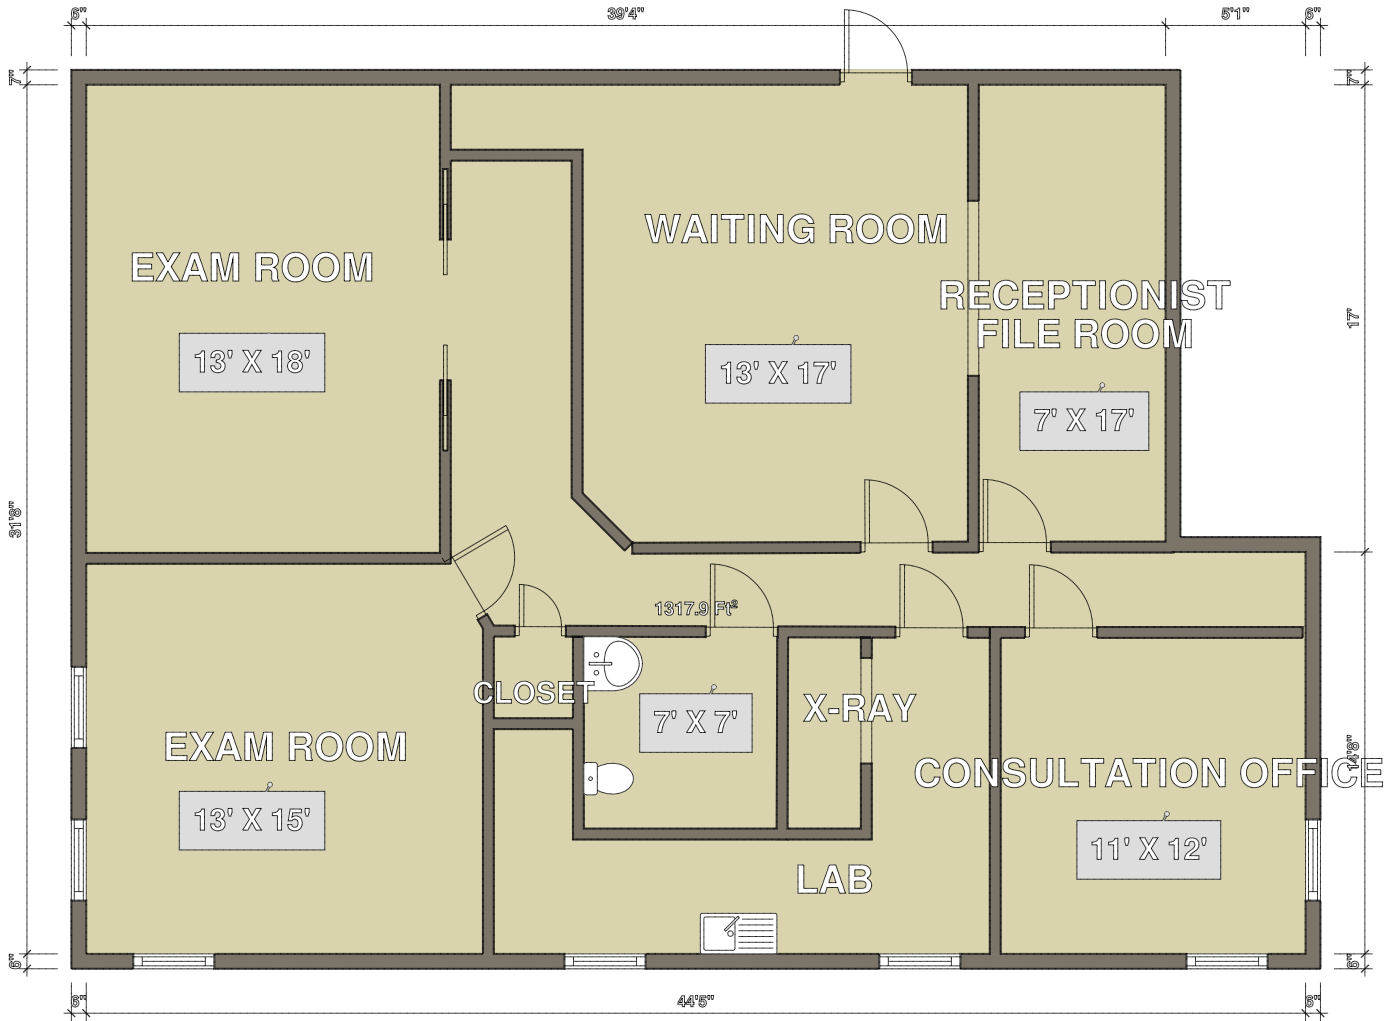 6"
39'4"
5'1"
6"
7"
7"
WAITING ROOM
EXAM ROOM
RECEPTIONIST
FILE ROOM
17'
13' X 18'
13' X 17'
7' X 17'
31'8"
1317.9 Ft²
CLOSET
X-RAY
7' X 7'
EXAM ROOM
14'8"
CONSULTATION OFFICE
13' X 15'
11' X 12'
LAB
6"
6"
6"
44'5"
6"